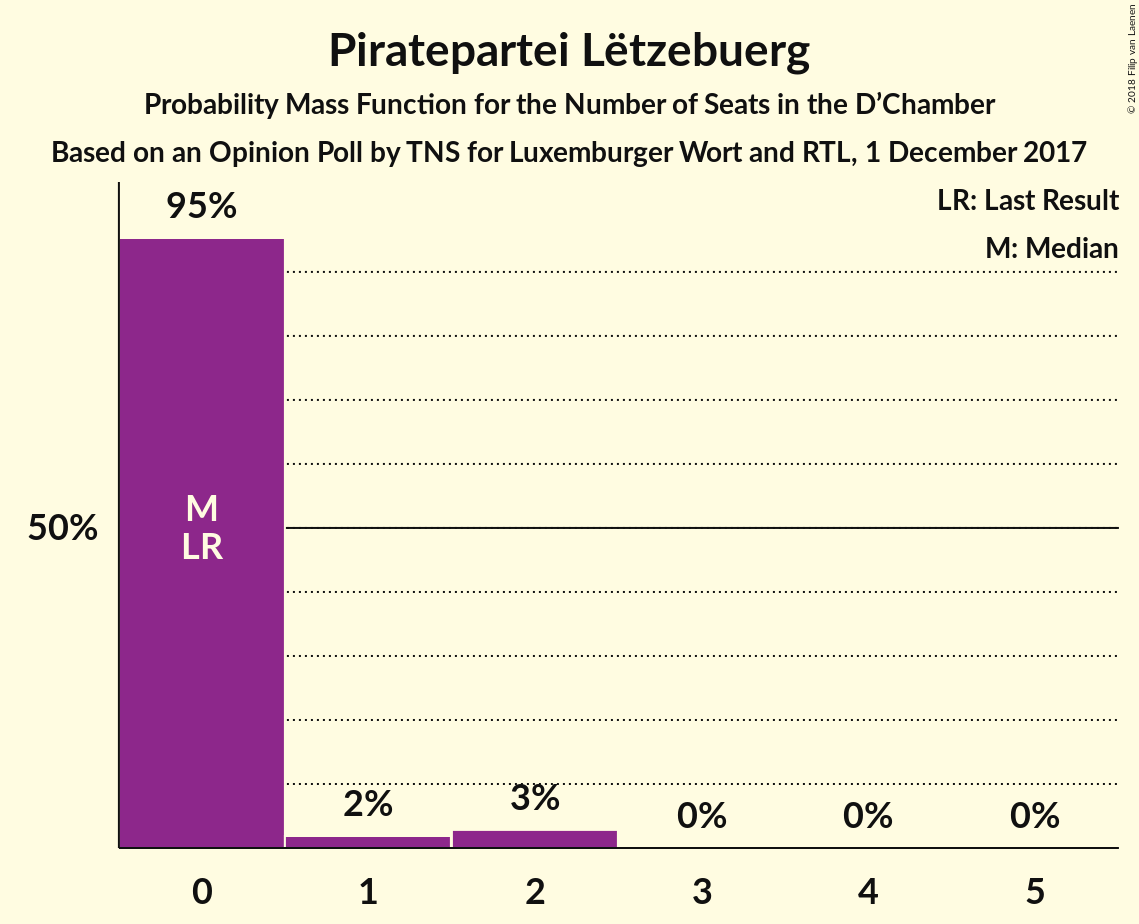 Piratepartei Lëtzebuerg
Probability Mass Function for the Number of Seats in the D’Chamber
Based on an Opinion Poll by TNS for Luxemburger Wort and RTL, 1 December 2017
© 2018 Filip van Laenen
LR: Last Result
M: Median
95%
M
LR
50%
2%
3%
0%
0%
0%
0
1
2
3
4
5